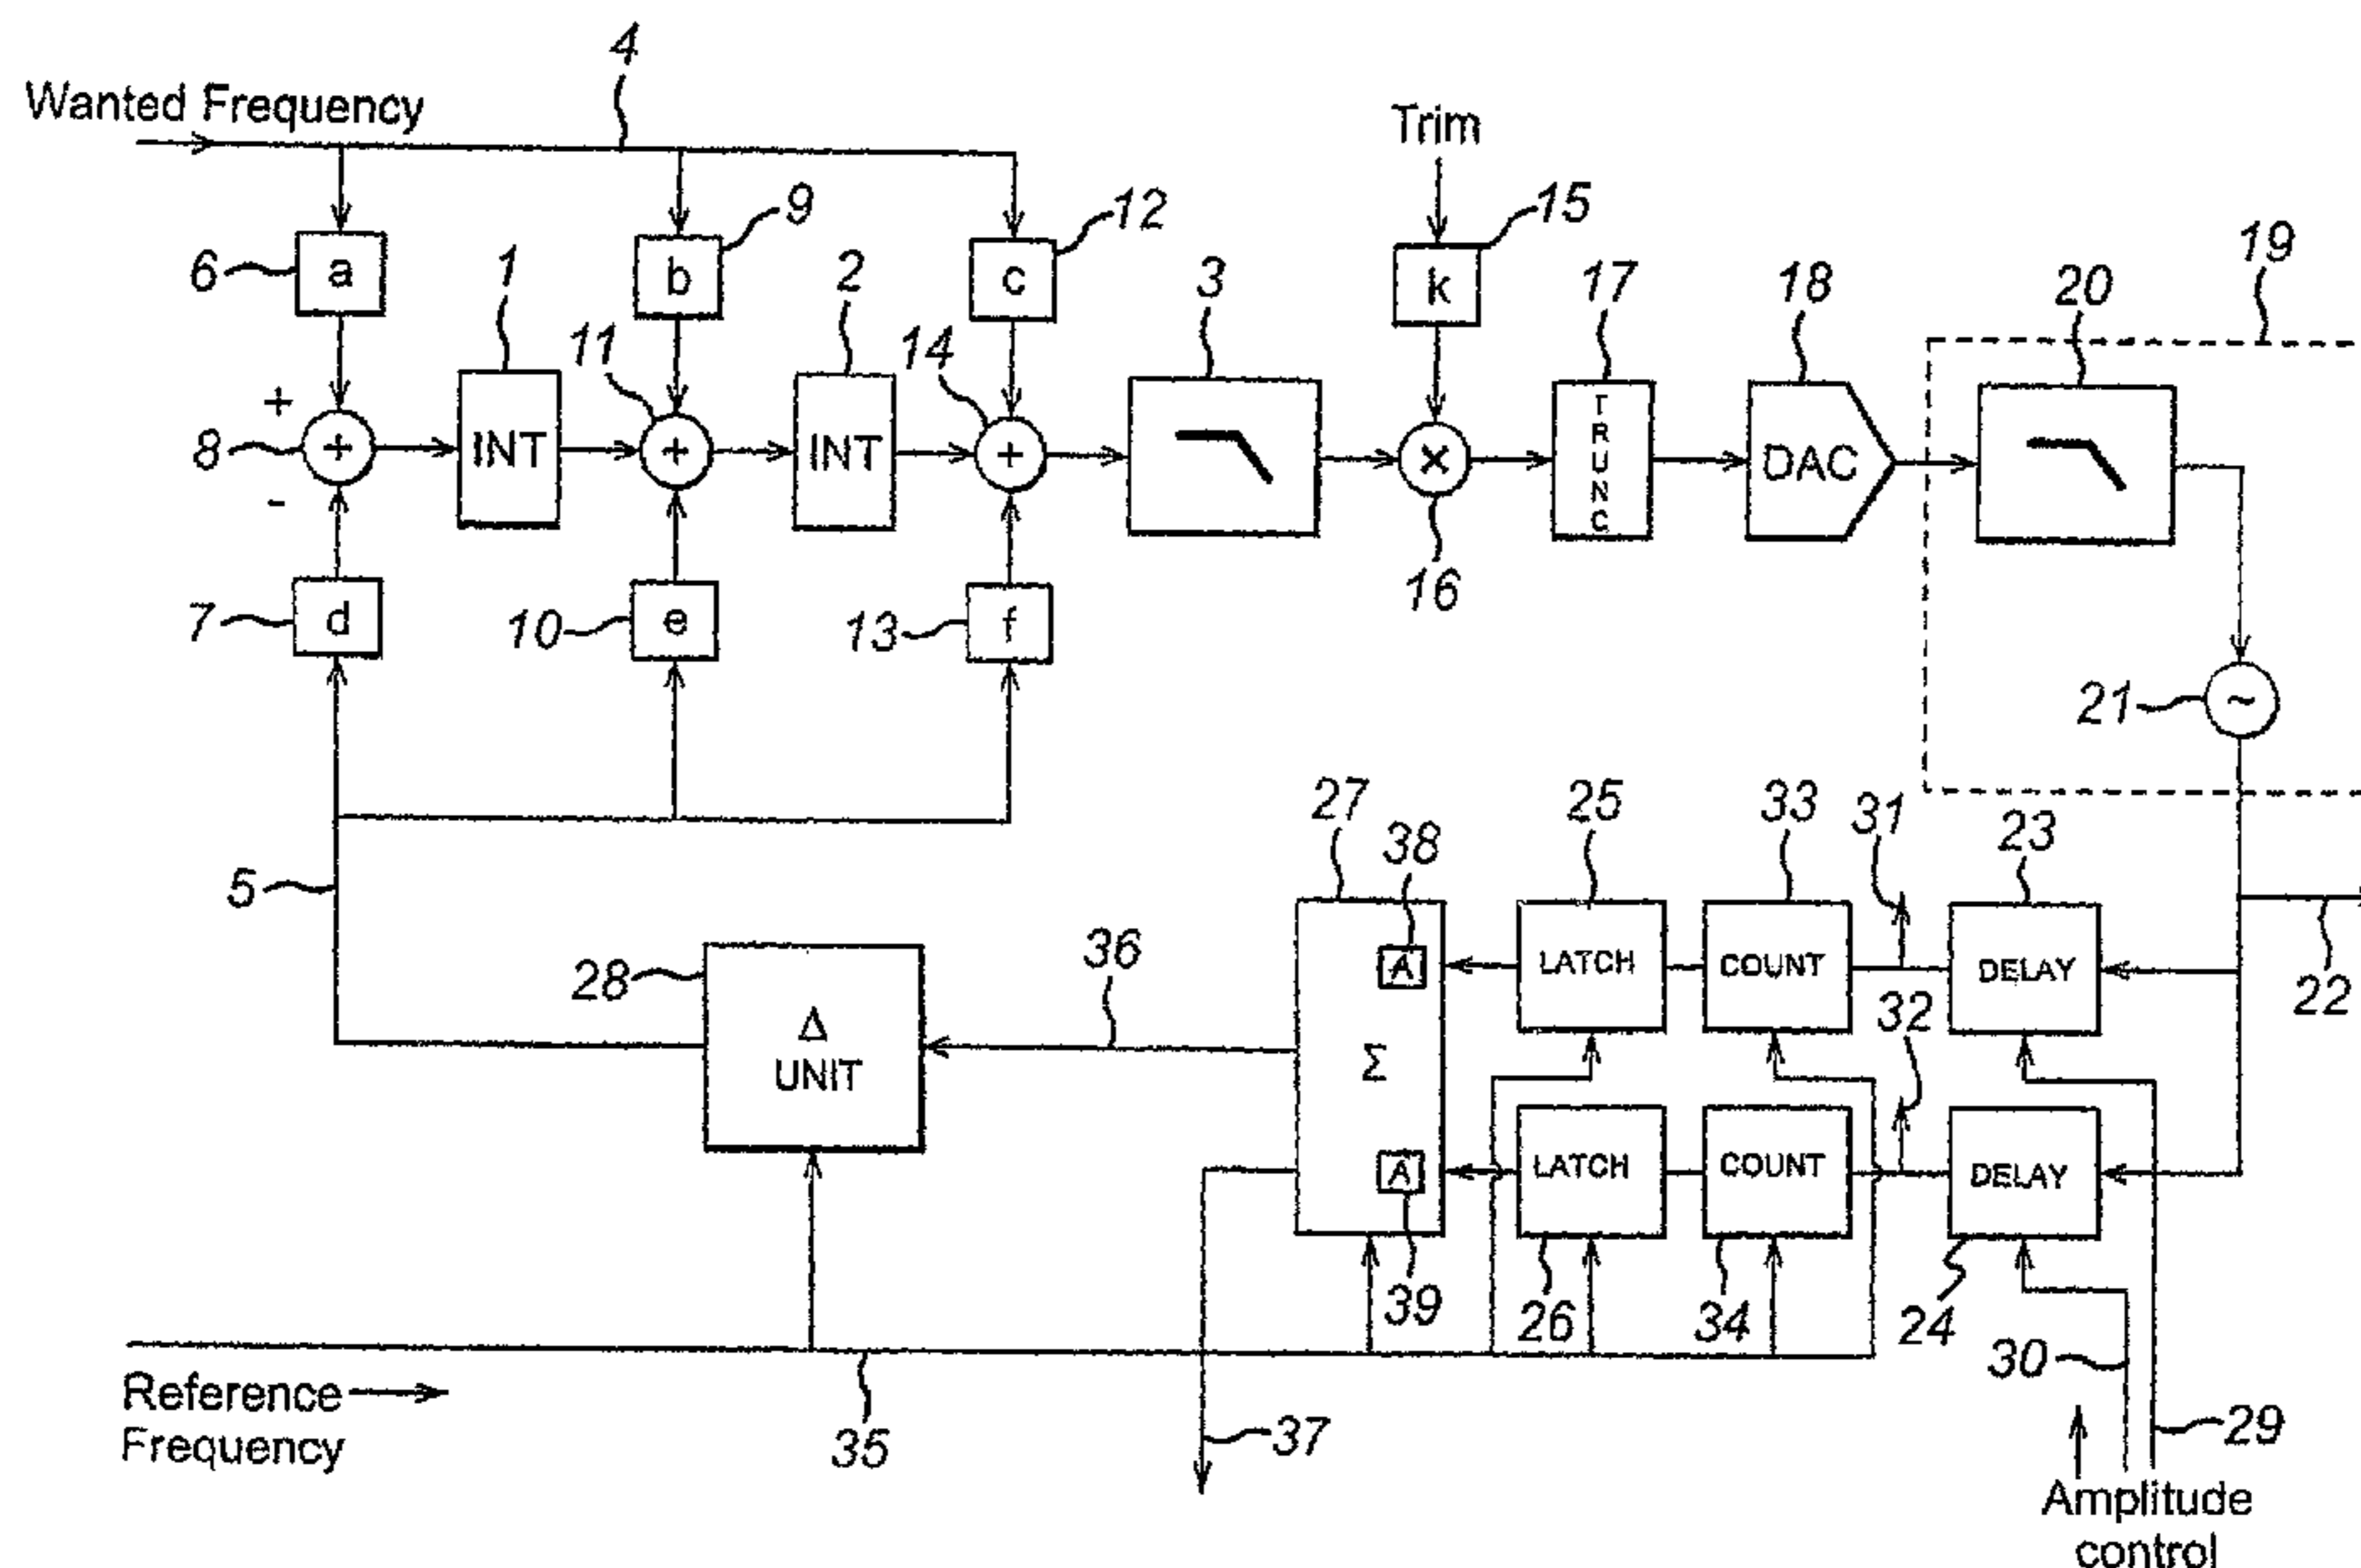 4
Wanted Frequency
Trim
6
a
1
b
9
2
c
12
3
k
15
17
18
19
20
11
14
+
8
+
INT
+
INT
+
×
TRUNC
DAC
-
16
7
d
10
e
13
f
21
~
5
28
Δ
UNIT
36
27
38
A
25
33
31
23
LATCH
COUNT
DELAY
22
Σ
32
A
LATCH
COUNT
DELAY
39
26
34
24
30
29
Reference
Frequency
35
37
Amplitude
control